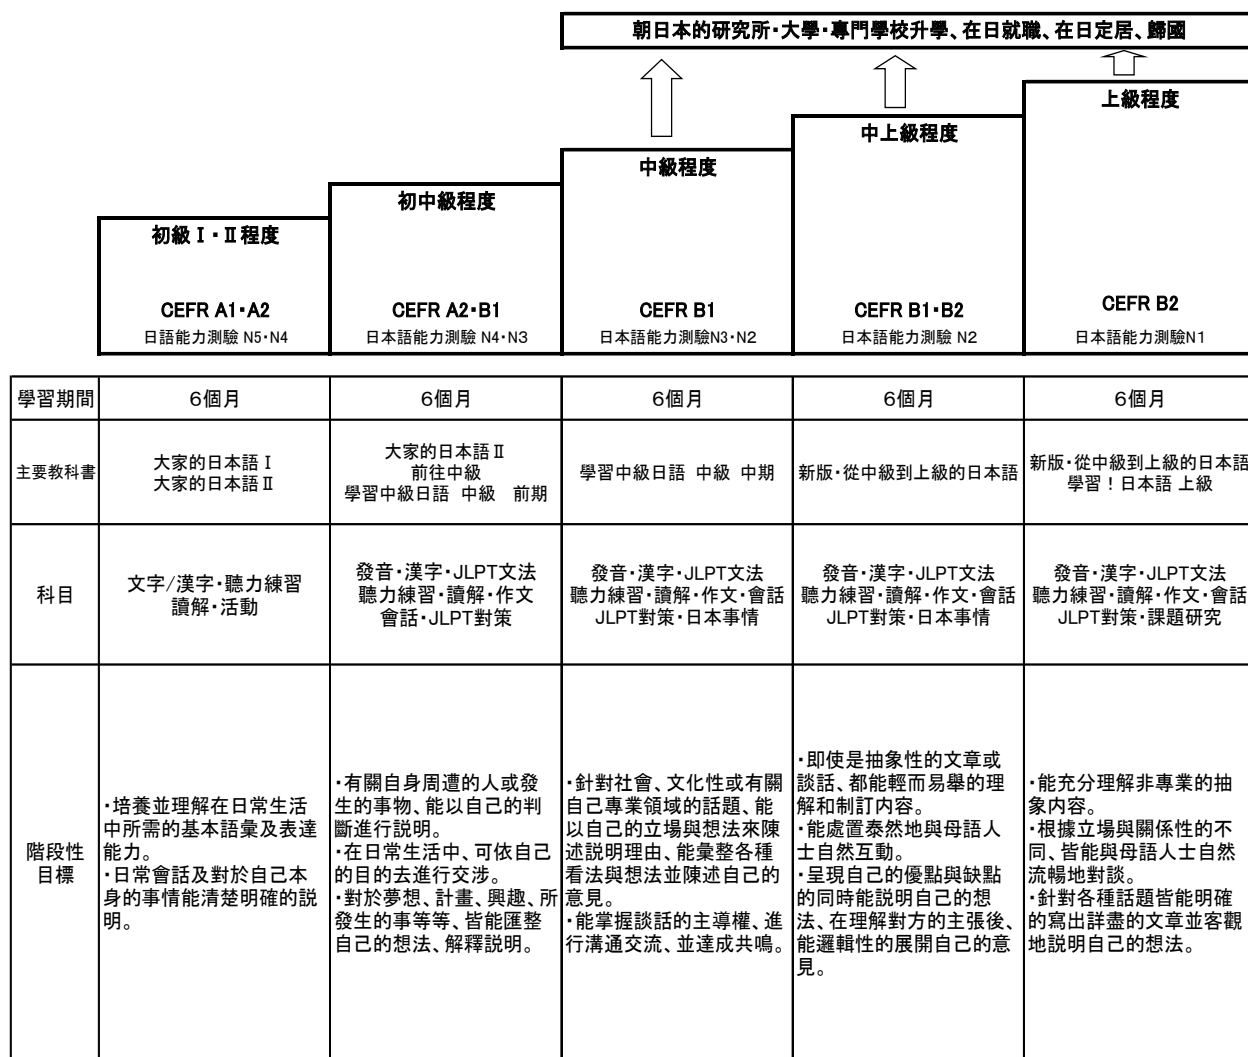 朝日本的研究所・大學・專門學校升學、在日就職、在日定居、歸國
上級程度
中上級程度
中級程度
初中級程度
初級Ⅰ・Ⅱ程度
CEFR A1・A2
日語能力測驗 N5・N4
CEFR A2・B1
日本語能力測驗 N4・N3
CEFR B1
日本語能力測驗N3・N2
CEFR B1・B2
日本語能力測驗 N2
CEFR B2
日本語能力測驗N1
學習期間
6個月
6個月
6個月
6個月
6個月
主要教科書
大家的日本語Ⅰ
大家的日本語Ⅱ
大家的日本語Ⅱ
前往中級
學習中級日語 中級 前期
學習中級日語 中級 中期
新版・從中級到上級的日本語
新版・從中級到上級的日本語
學習！日本語 上級
科目
文字/漢字・聽力練習
讀解・活動
發音・漢字・JLPT文法
聽力練習・讀解・作文
會話・JLPT對策
發音・漢字・JLPT文法
聽力練習・讀解・作文・會話
JLPT對策・日本事情
發音・漢字・JLPT文法
聽力練習・讀解・作文・會話
JLPT對策・日本事情
發音・漢字・JLPT文法
聽力練習・讀解・作文・會話
JLPT對策・課題研究
階段性
目標
・培養並理解在日常生活
中所需的基本語彙及表達
能力。
・日常會話及對於自己本
身的事情能清楚明確的説
明。
・有關自身周遭的人或發
生的事物、能以自己的判
斷進行説明。
・在日常生活中、可依自己
的目的去進行交涉。
・對於夢想、計畫、興趣、所
發生的事等等、皆能匯整
自己的想法、解釋説明。
・針對社會、文化性或有關
自己專業領域的話題、能
以自己的立場與想法來陳
述説明理由、能彙整各種
看法與想法並陳述自己的
意見。
・能掌握談話的主導權、進
行溝通交流、並達成共鳴。
・即使是抽象性的文章或
談話、都能輕而易舉的理
解和制訂內容。
・能處置泰然地與母語人
士自然互動。
・呈現自己的優點與缺點
的同時能説明自己的想
法、在理解對方的主張後、
能邏輯性的展開自己的意
見。
・能充分理解非專業的抽
象內容。
・根據立場與關係性的不
同、皆能與母語人士自然
流暢地對談。
・針對各種話題皆能明確
的寫出詳盡的文章並客觀
地説明自己的想法。